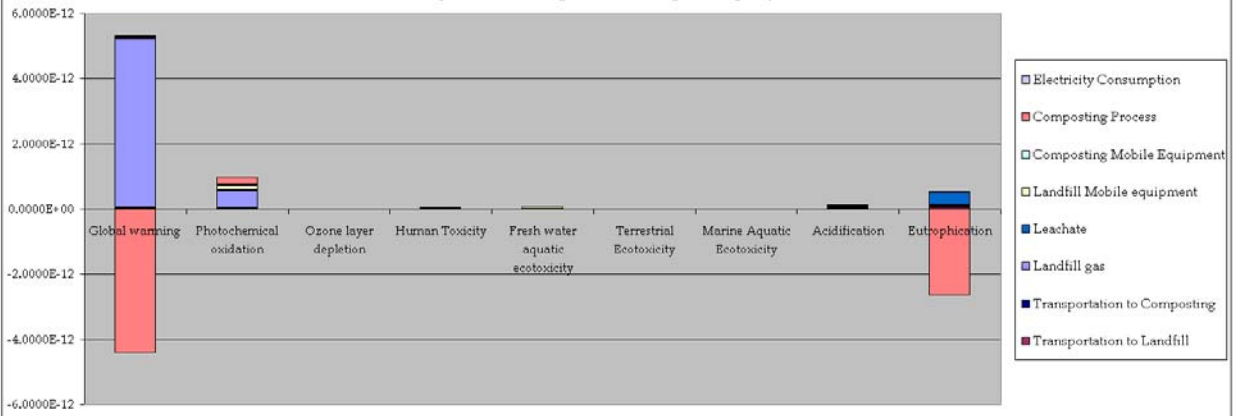 6.0000E-12
4.0000E-12
2.0000E-12
0.0000E+00
-2.0000E-12
-4.0000E-12
-6.0000E-12
Global warming
Photochemical
oxidation
Ozone layer
depletion
Human Toxicity
Fresh water
aquatic
ecotoxicity
Terrestrial
Ecotoxicity
Marine Aquatic
Ecotoxicity
Acidification
Eutrophication
Electricity Consumption
Composting Process
Composting Mobile Equipment
Landfill Mobile equipment
Leachate
Landfill gas
Transportation to Composting
Transportation to Landfill